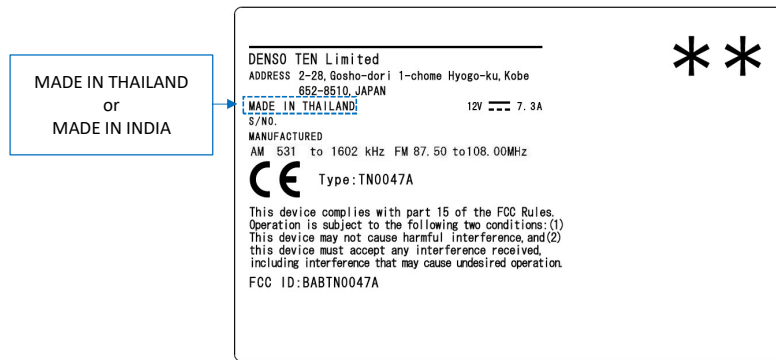 MADE IN THAILAND
or
MADE IN INDIA
**
DENSO TEN Limited
ADDRESS 2-28, Gosho-dori 1-chome Hyogo-ku, Kobe
652-8510, JAPAN
MADE IN THAILAND 12V ⎓ 7.3A
S/NO.
MANUFACTURED
AM 531 to 1602 kHz FM 87.50 to108.00MHz
CE Type:TN0047A
This device complies with part 15 of the FCC Rules.
Operation is subject to the following two conditions:(1)
This device may not cause harmful interference, and(2)
this device must accept any interference received,
including interference that may cause undesired operation.
FCC ID:BABTN0047A